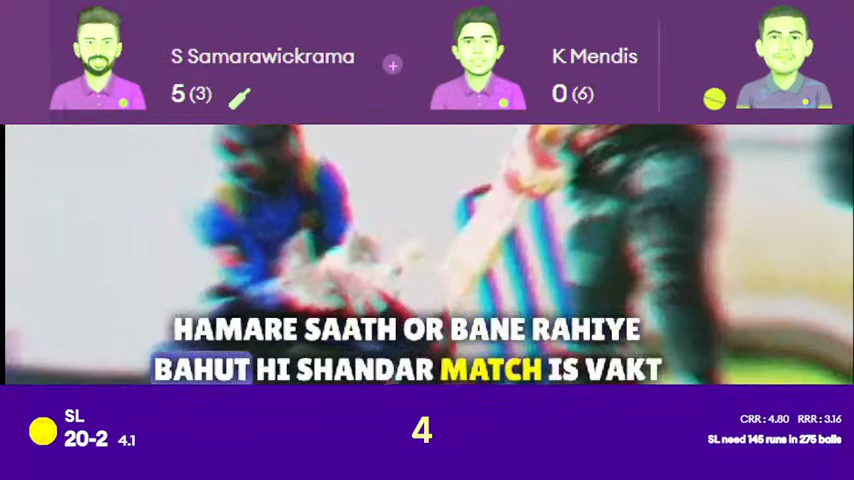 S Samarawickrama
5 (3)
+
K Mendis
0 (6)
HAMARE SAATH OR BANE RAHIYE
BAHUT HI SHANDAR MATCH IS VAKT
SL
20-2 4.1
4
CRR : 4.80 RRR : 3.16
SL need 145 runs in 275 balls